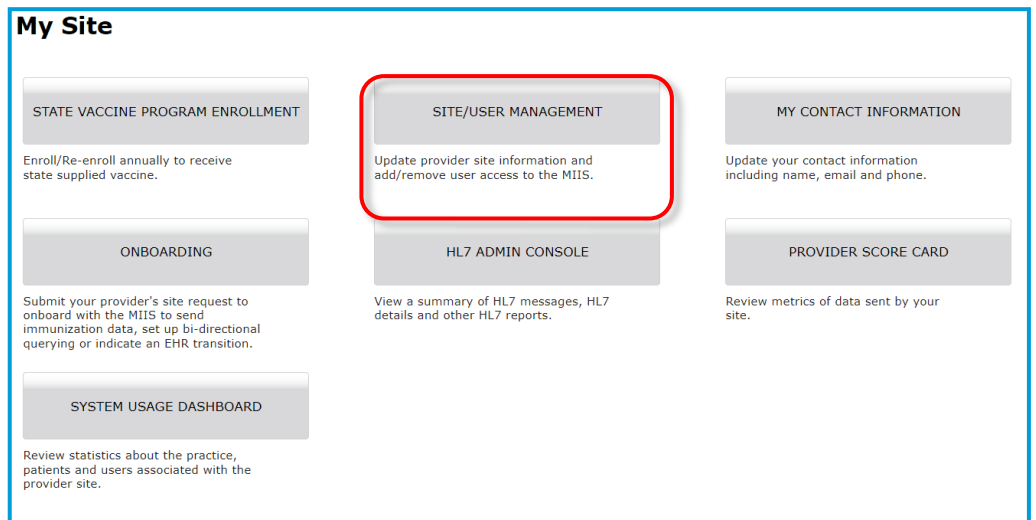 My Site
STATE VACCINE PROGRAM ENROLLMENT
Enroll/Re-enroll annually to receive
state supplied vaccine.
SITE/USER MANAGEMENT
Update provider site information and
add/remove user access to the MIIS.
MY CONTACT INFORMATION
Update your contact information
including name, email and phone.
ONBOARDING
Submit your provider's site request to
onboard with the MIIS to send
immunization data, set up bi-directional
querying or indicate an EHR transition.
HL7 ADMIN CONSOLE
View a summary of HL7 messages, HL7
details and other HL7 reports.
PROVIDER SCORE CARD
Review metrics of data sent by your
site.
SYSTEM USAGE DASHBOARD
Review statistics about the practice,
patients and users associated with the
provider site.